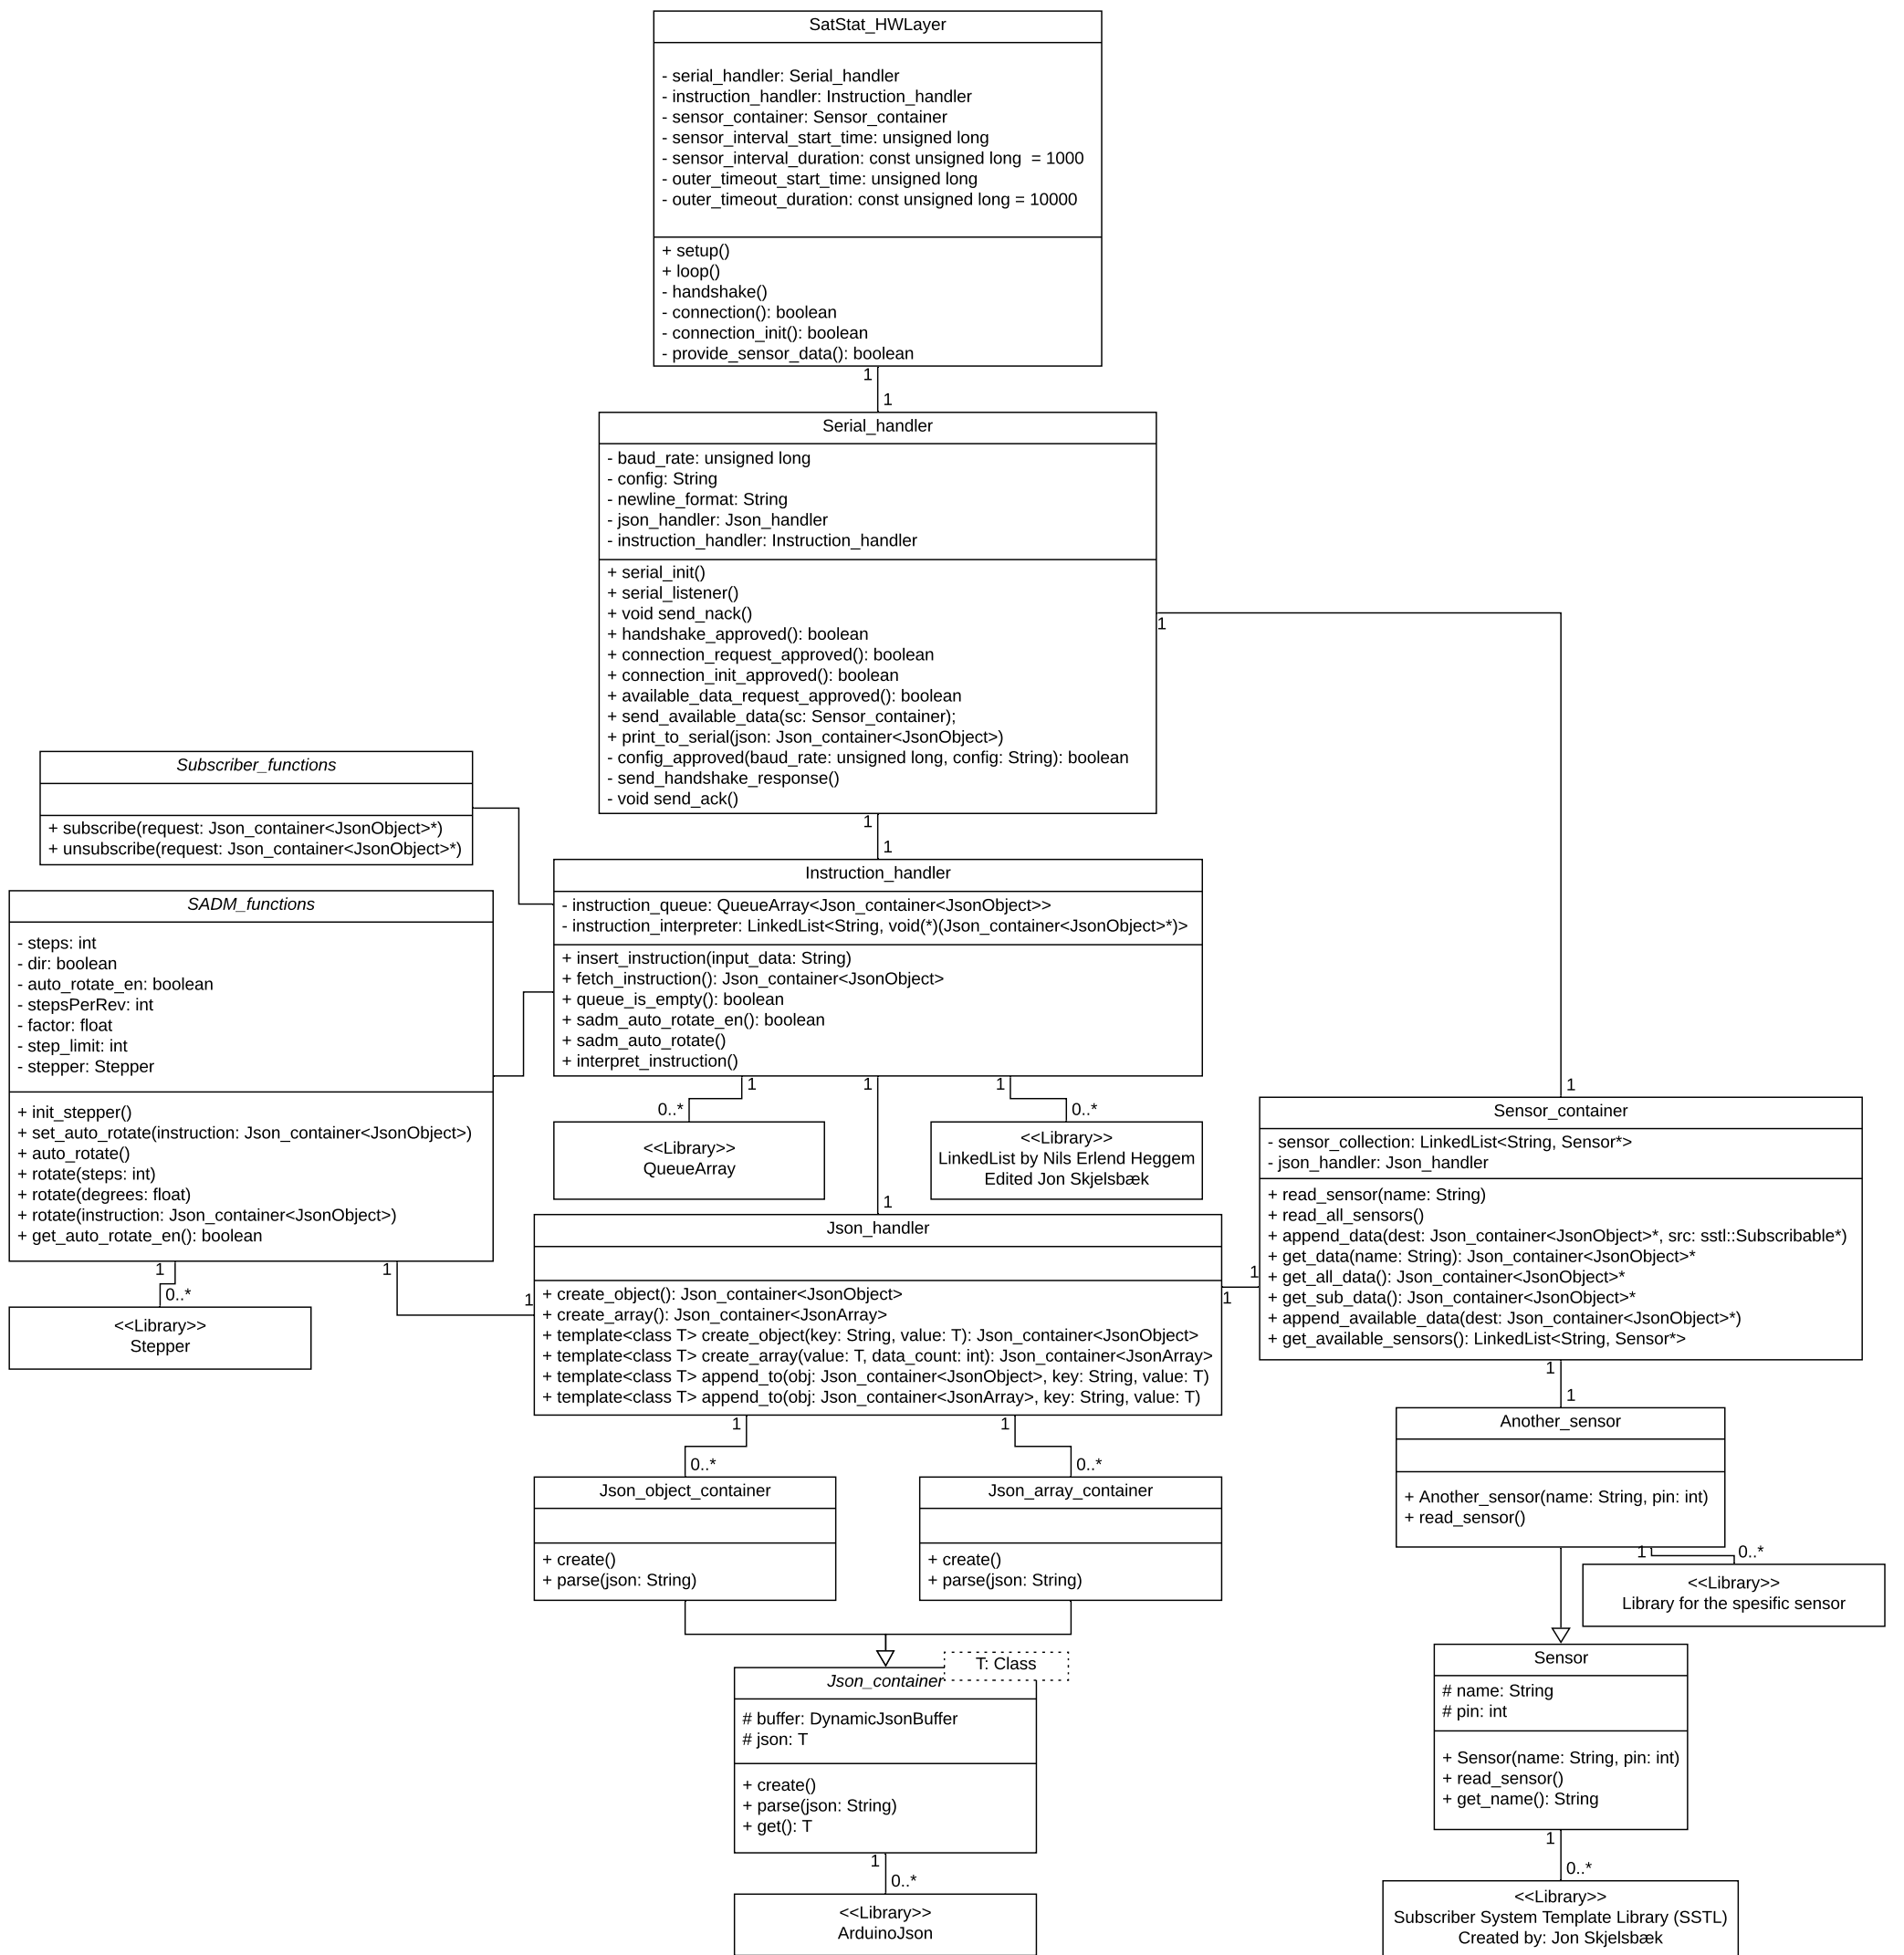 SatStat_HWLayer
- serial_handler: Serial_handler
- instruction_handler: Instruction_handler
- sensor_container: Sensor_container
- sensor_interval_start_time: unsigned long
- sensor_interval_duration: const unsigned long  = 1000
- outer_timeout_start_time: unsigned long
- outer_timeout_duration: const unsigned long = 10000
+ setup()
+ loop()
- handshake()
- connection(): boolean
- connection_init(): boolean
- provide_sensor_data(): boolean
1
1
Serial_handler
- baud_rate: unsigned long
- config: String
- newline_format: String
- json_handler: Json_handler
- instruction_handler: Instruction_handler
+ serial_init()
+ serial_listener()
+ void send_nack()
+ handshake_approved(): boolean
+ connection_request_approved(): boolean
+ connection_init_approved(): boolean
+ available_data_request_approved(): boolean
+ send_available_data(sc: Sensor_container);
+ print_to_serial(json: Json_container<JsonObject>)
- config_approved(baud_rate: unsigned long, config: String): boolean
- send_handshake_response()
- void send_ack()
1
1
1
1
Subscriber_functions
+ subscribe(request: Json_container<JsonObject>*)
+ unsubscribe(request: Json_container<JsonObject>*)
SADM_functions
- steps: int
- dir: boolean
- auto_rotate_en: boolean
- stepsPerRev: int
- factor: float
- step_limit: int
- stepper: Stepper
+ init_stepper()
+ set_auto_rotate(instruction: Json_container<JsonObject>)
+ auto_rotate()
+ rotate(steps: int)
+ rotate(degrees: float)
+ rotate(instruction: Json_container<JsonObject>)
+ get_auto_rotate_en(): boolean
1
0..*
1
1
<<Library>>
Stepper
Instruction_handler
- instruction_queue: QueueArray<Json_container<JsonObject>>
- instruction_interpreter: LinkedList<String, void(*)(Json_container<JsonObject>*)>
+ insert_instruction(input_data: String)
+ fetch_instruction(): Json_container<JsonObject>
+ queue_is_empty(): boolean
+ sadm_auto_rotate_en(): boolean
+ sadm_auto_rotate()
+ interpret_instruction()
1
0..*
1
1
1
0..*
<<Library>>
QueueArray
<<Library>>
LinkedList by Nils Erlend Heggem
Edited Jon Skjelsbæk
Json_handler
+ create_object(): Json_container<JsonObject>
+ create_array(): Json_container<JsonArray>
+ template<class T> create_object(key: String, value: T): Json_container<JsonObject>
+ template<class T> create_array(value: T, data_count: int): Json_container<JsonArray>
+ template<class T> append_to(obj: Json_container<JsonObject>, key: String, value: T)
+ template<class T> append_to(obj: Json_container<JsonArray>, key: String, value: T)
1
1
1
0..*
1
0..*
Sensor_container
- sensor_collection: LinkedList<String, Sensor*>
- json_handler: Json_handler
+ read_sensor(name: String)
+ read_all_sensors()
+ append_data(dest: Json_container<JsonObject>*, src: sstl::Subscribable*)
+ get_data(name: String): Json_container<JsonObject>*
+ get_all_data(): Json_container<JsonObject>*
+ get_sub_data(): Json_container<JsonObject>*
+ append_available_data(dest: Json_container<JsonObject>*)
+ get_available_sensors(): LinkedList<String, Sensor*>
1
1
Another_sensor
+ Another_sensor(name: String, pin: int)
+ read_sensor()
1
0..*
<<Library>>
Library for the spesific sensor
Json_object_container
+ create()
+ parse(json: String)
Json_array_container
+ create()
+ parse(json: String)
T: Class
Json_container
# buffer: DynamicJsonBuffer
# json: T
+ create()
+ parse(json: String)
+ get(): T
1
0..*
<<Library>>
ArduinoJson
Sensor
# name: String
# pin: int
+ Sensor(name: String, pin: int)
+ read_sensor()
+ get_name(): String
1
0..*
<<Library>>
Subscriber System Template Library (SSTL)
Created by: Jon Skjelsbæk